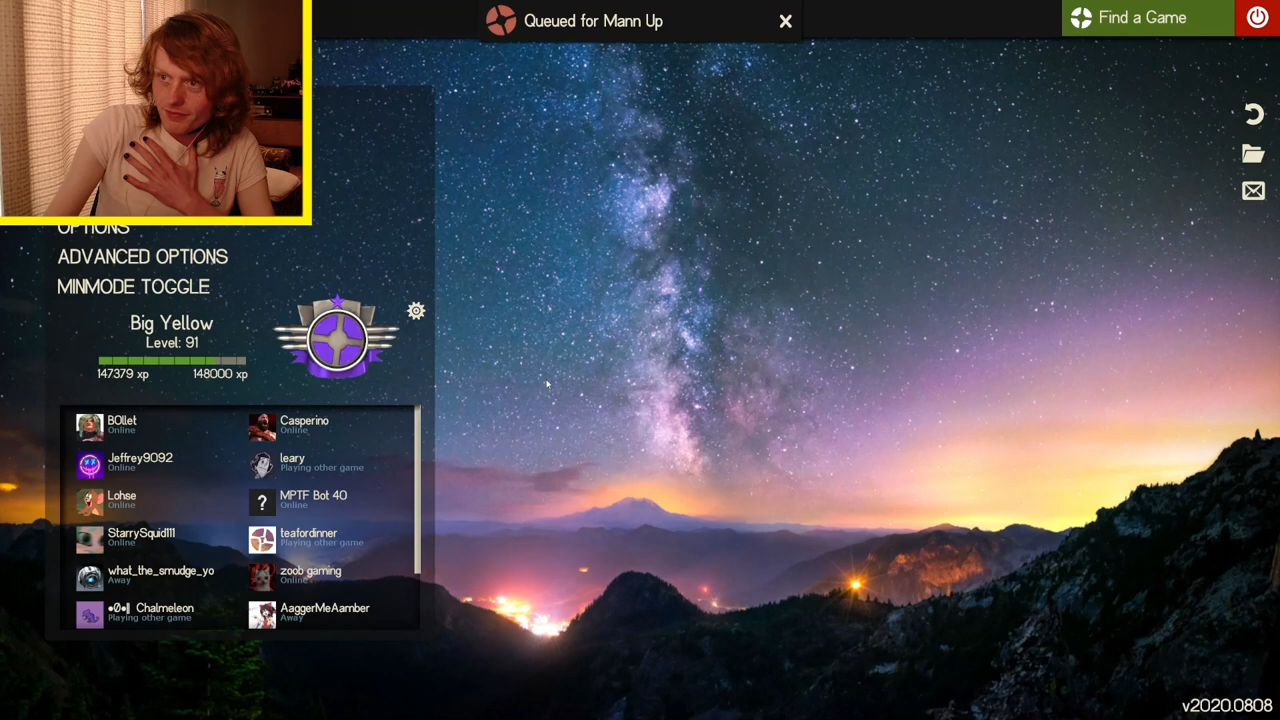 Queued for Mann Up
Find a Game
OPTIONS
ADVANCED OPTIONS
MINMODE TOGGLE
Big Yellow
Level: 91
147379 xp
148000 xp
BOllet
Online
Casperino
Online
Jeffrey9092
Online
leary
Playing other game
Lohse
Online
MPTF Bot 40
Online
StarrySquid111
Online
teafordinner
Playing other game
what_the_smudge_yo
Away
zoob gaming
Online
•Ø•∥ Chalmeleon
Playing other game
AaggerMeAamber
Away
v2020.0808